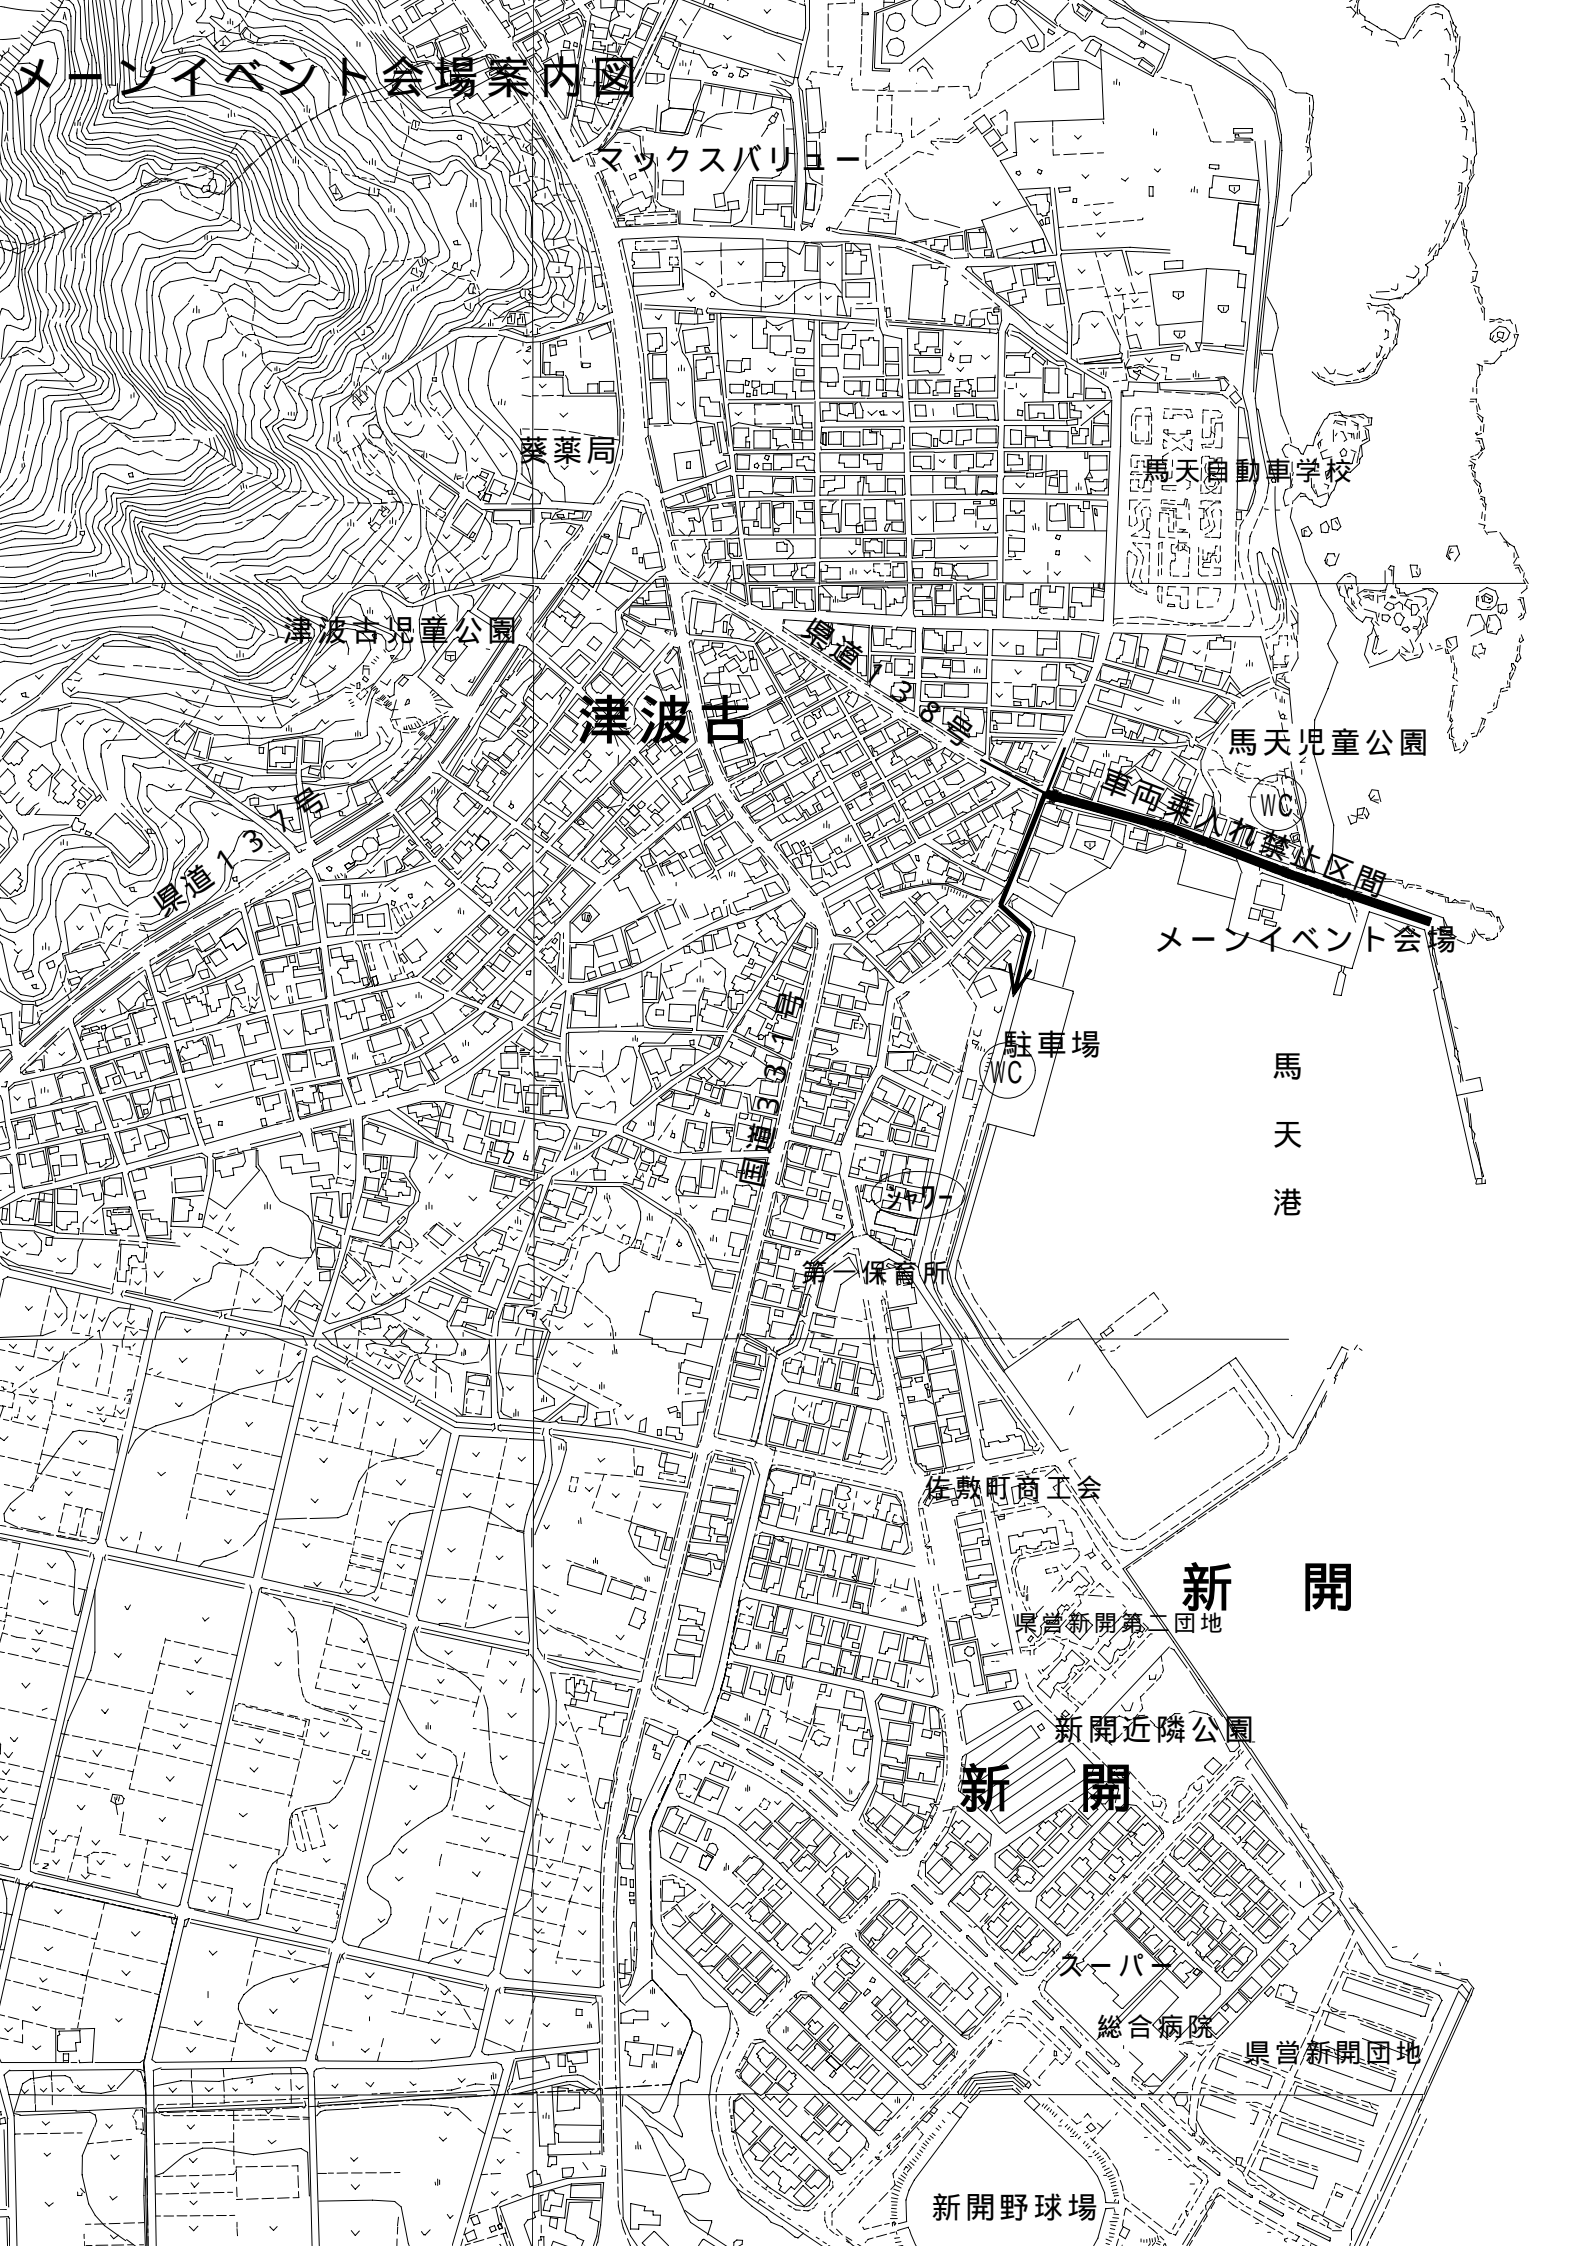 メーンイベント会場案内図
マックスバリュー
葵薬局
馬天自動車学校
津波古児童公園
県道138号
津波古
馬天児童公園
車両乗入れ禁止区間
WC
県道137号
メーンイベント会場
国道331号
駐車場
WC
馬天港
シャワー
第一保育所
佐敷町商工会
新開
県営新開第二団地
新開近隣公園
新開
スーパー
総合病院
県営新開団地
新開野球場